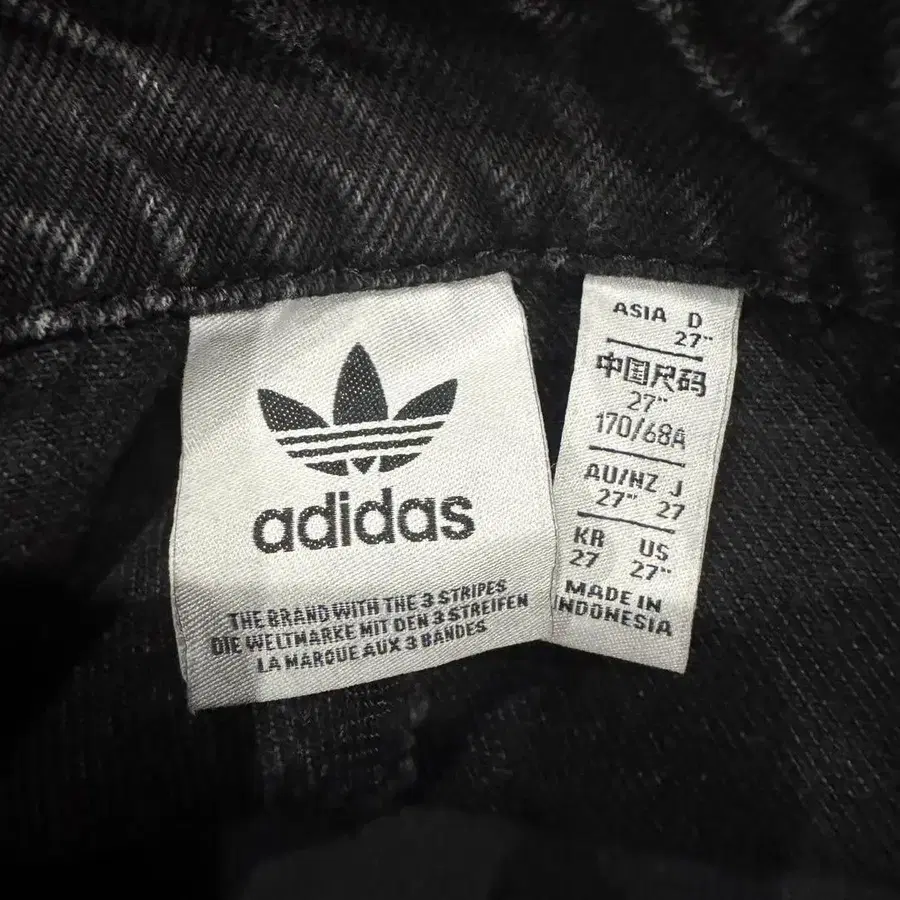 adidas
THE BRAND WITH THE 3 STRIPES
DIE WELTMARKE MIT DEN 3 STREIFEN
LA MARQUE AUX 3 BANDES
ASIA D
27"
中国尺码
27"
170/68A
AU/NZ J
27" 27
KR US
27 27"
MADE IN
INDONESIA